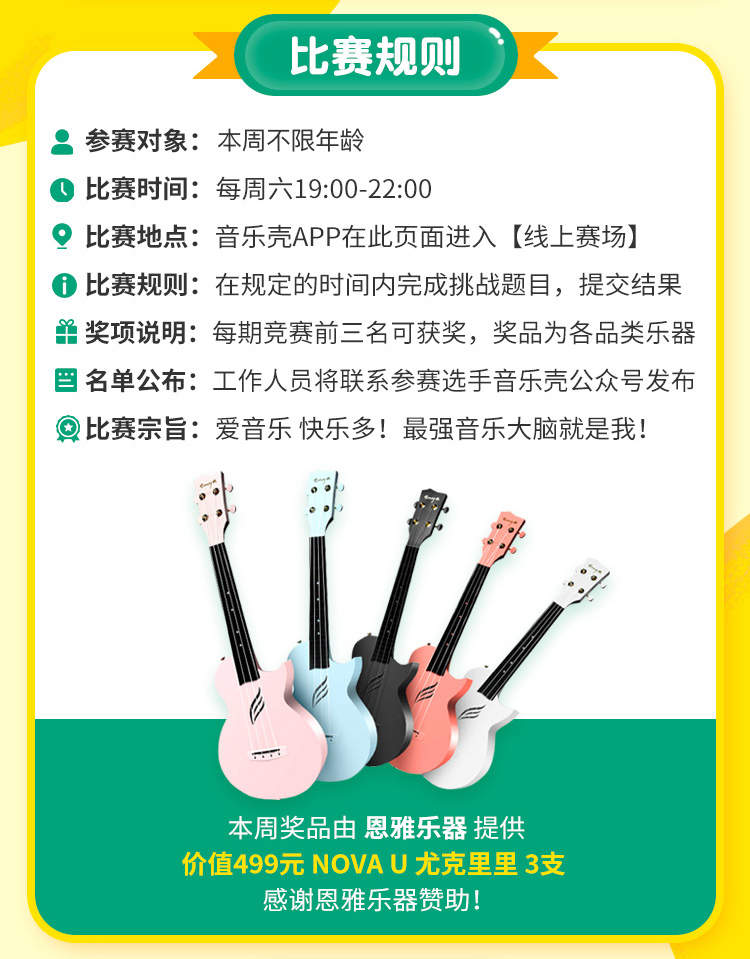 比赛规则
参赛对象：本周不限年龄
比赛时间：每周六19:00-22:00
比赛地点：音乐壳APP在此页面进入【线上赛场】
比赛规则：在规定的时间内完成挑战题目，提交结果
奖项说明：每期竞赛前三名可获奖，奖品为各品类乐器
名单公布：工作人员将联系参赛选手音乐壳公众号发布
比赛宗旨：爱音乐 快乐多！最强音乐大脑就是我！
本周奖品由 恩雅乐器 提供
价值499元 NOVA U 尤克里里 3支
感谢恩雅乐器赞助！